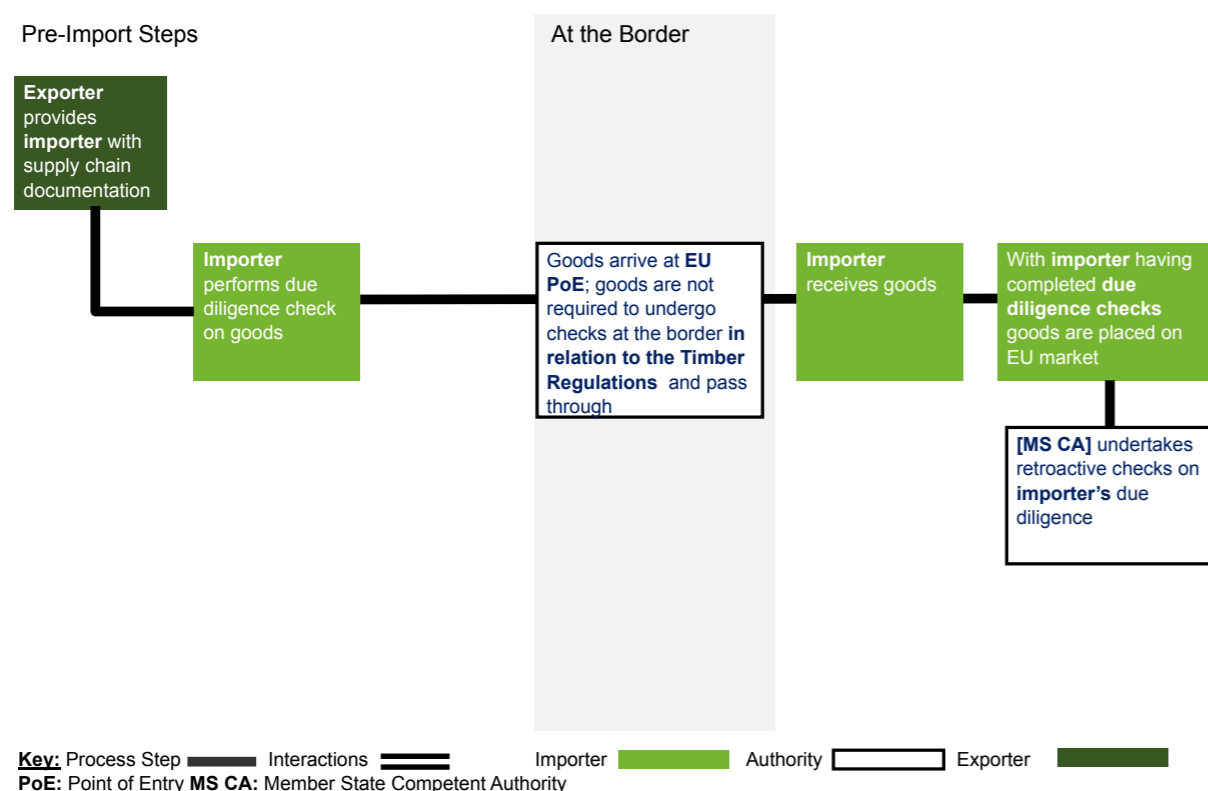 Pre-Import Steps
At the Border
Exporter
provides
importer with
supply chain
documentation
Importer
performs due
diligence check
on goods
Goods arrive at EU
PoE; goods are not
required to undergo
checks at the border in
relation to the Timber
Regulations and pass
through
Importer
receives goods
With importer having
completed due
diligence checks
goods are placed on
EU market
[MS CA] undertakes
retroactive checks on
importer’s due
diligence
Key: Process Step Interactions Importer Authority Exporter
PoE: Point of Entry MS CA: Member State Competent Authority